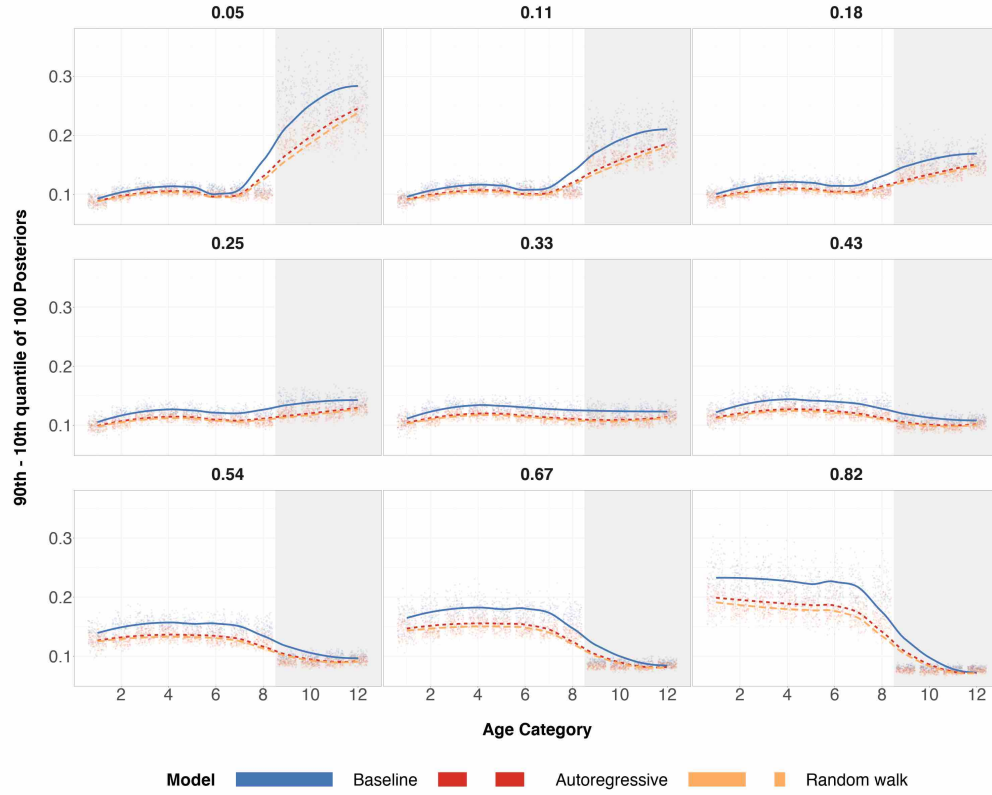 0.05 0.11 0.18
0.3
0.2
0.1
0.25 0.33 0.43
0.3
0.2
0.1
0.54 0.67 0.82
0.3
0.2
0.1
2 4 6 8 10 12 2 4 6 8 10 12 2 4 6 8 10 12
90th - 10th quantile of 100 Posteriors
Age Category
Model Baseline Autoregressive Random walk